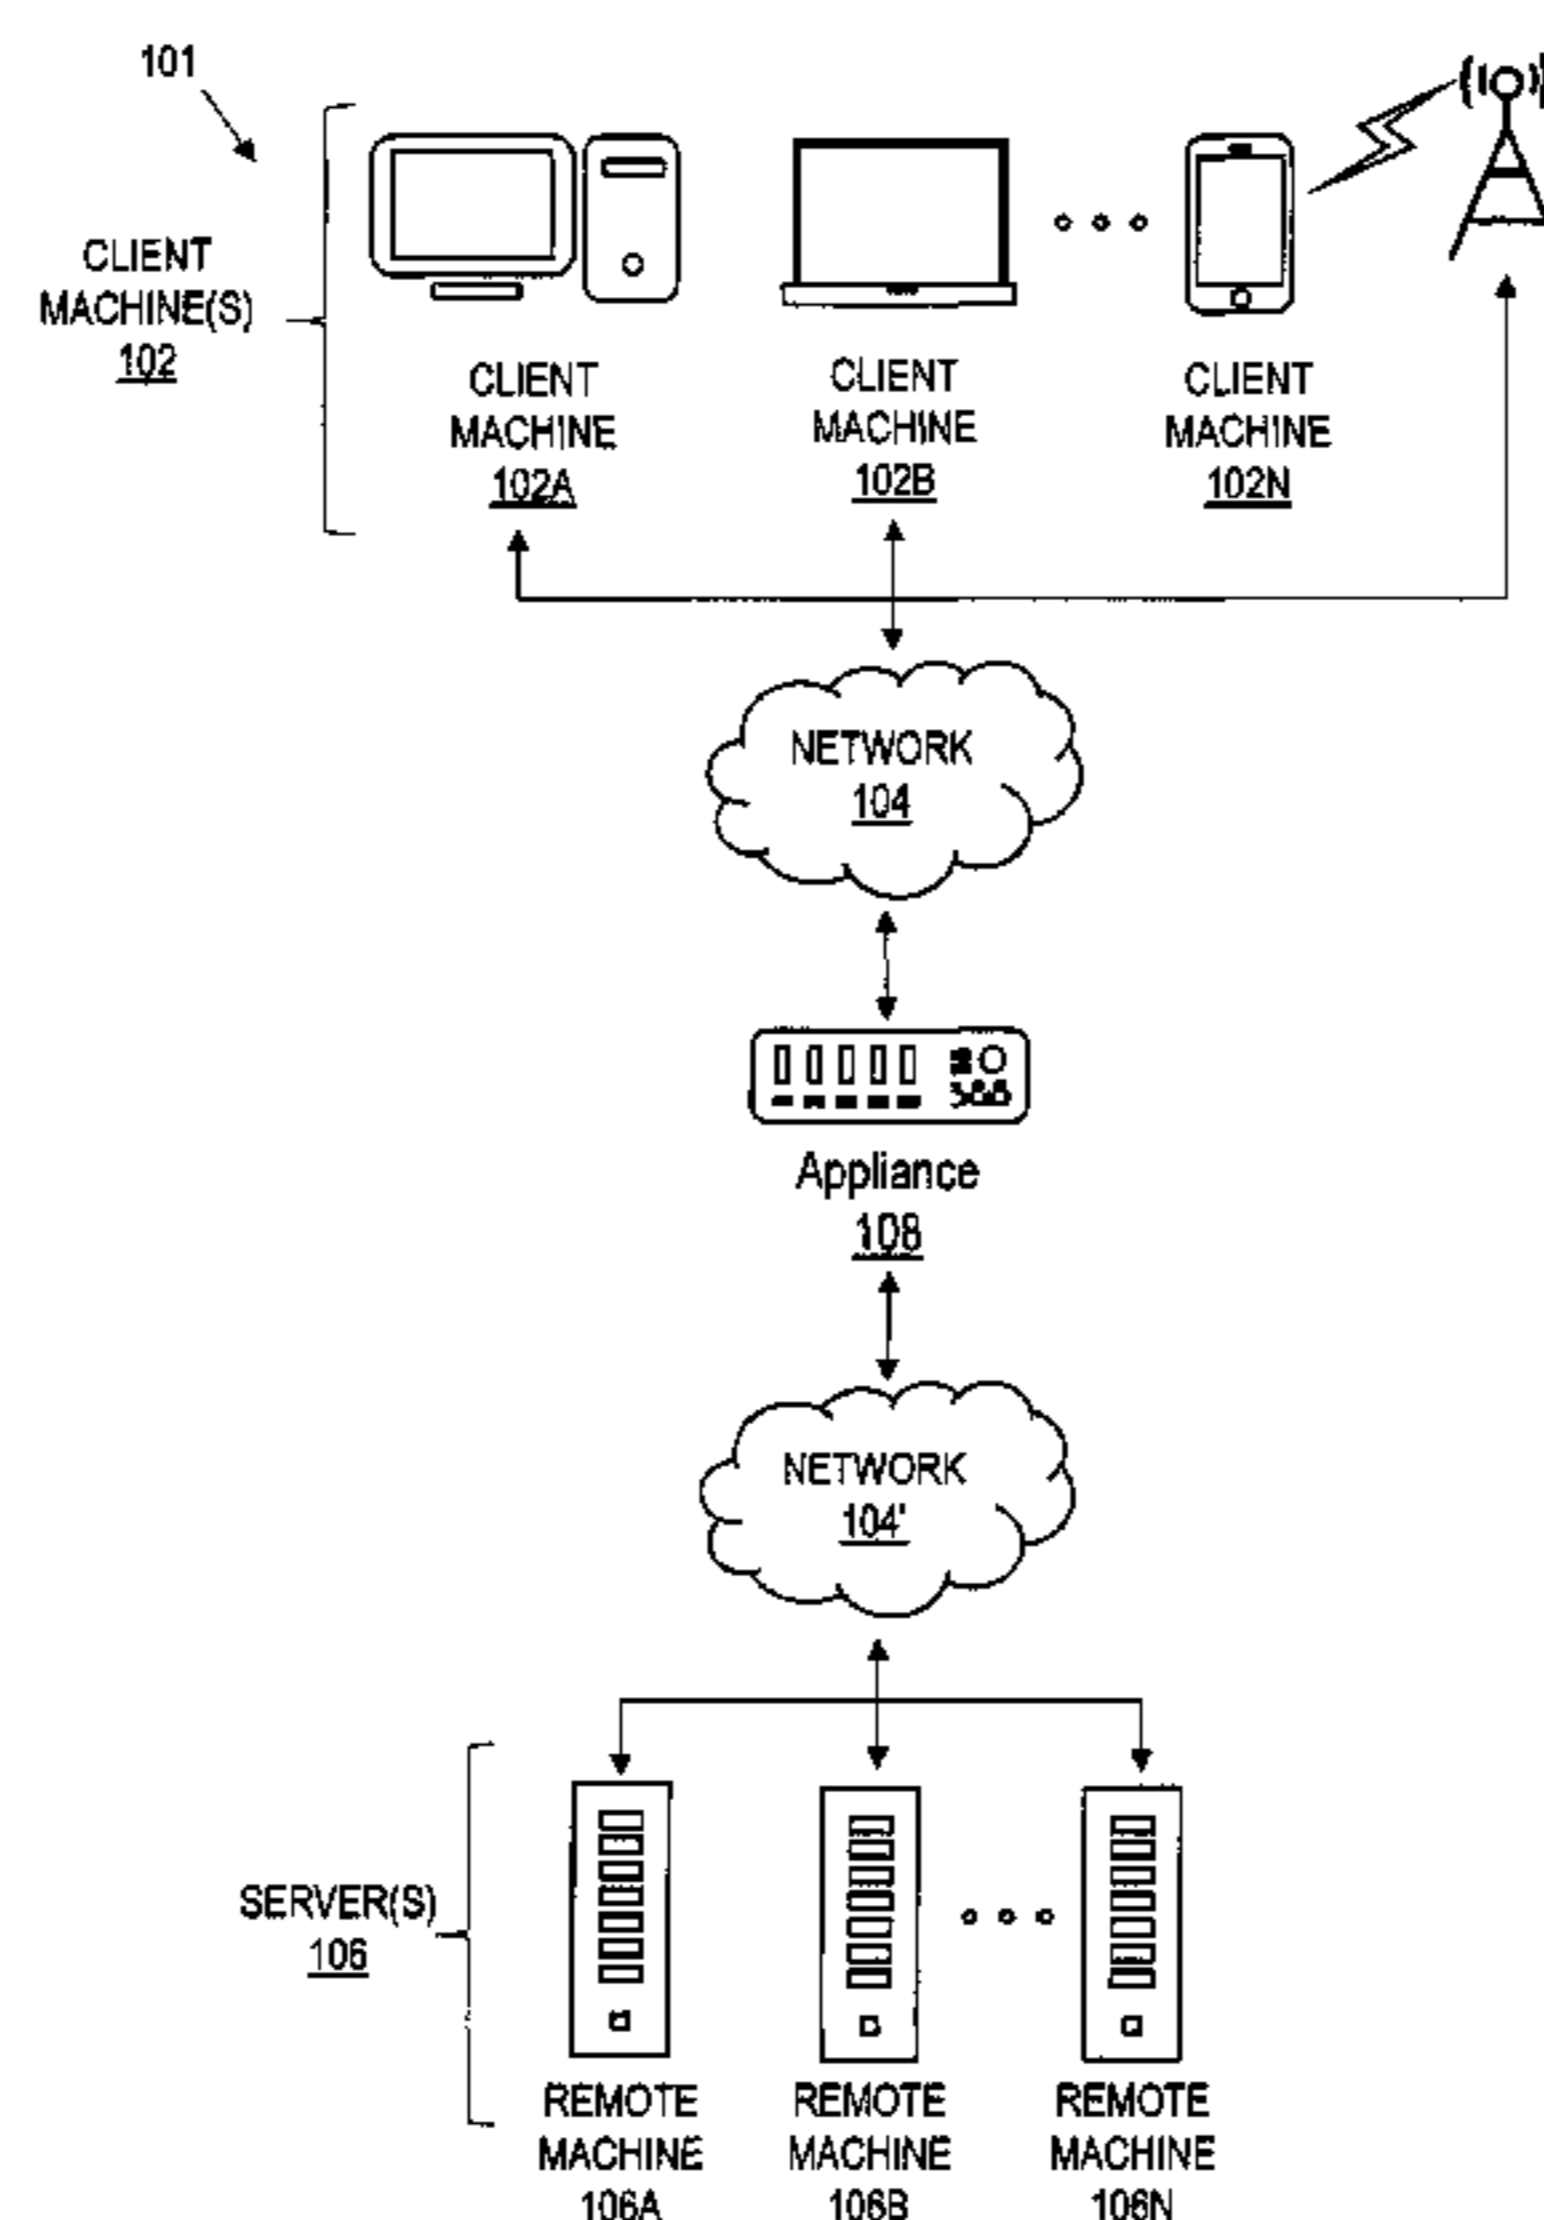 101
CLIENT
MACHINE(S)
102
CLIENT
MACHINE
102A
CLIENT
MACHINE
102B
CLIENT
MACHINE
102N
NETWORK
104
Appliance
108
NETWORK
104'
SERVER(S)
106
REMOTE
MACHINE
106A
REMOTE
MACHINE
106B
REMOTE
MACHINE
106N